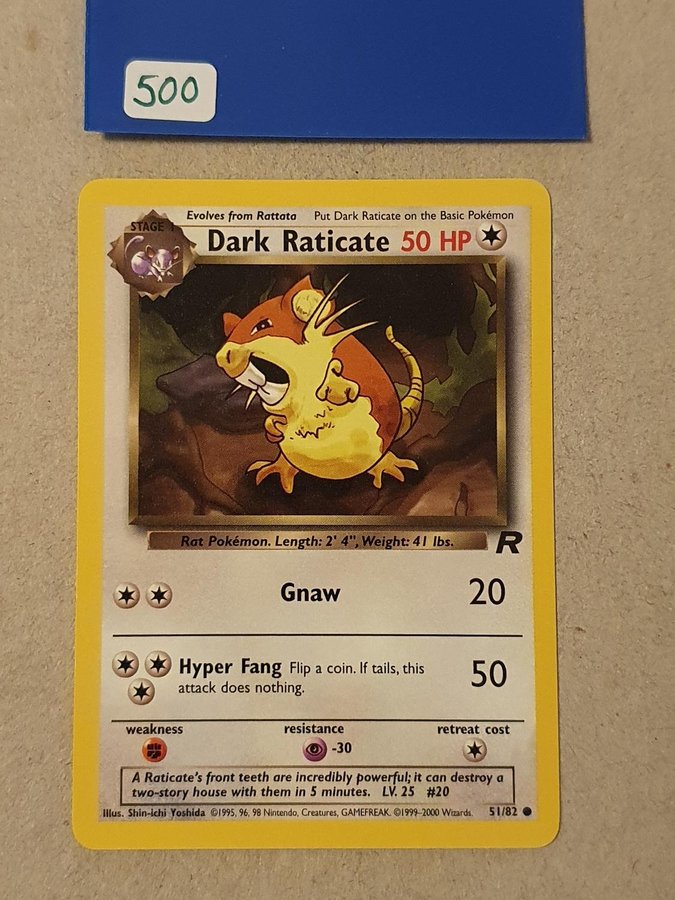 500
Evolves from Rattata Put Dark Raticate on the Basic Pokémon
STAGE 1
Dark Raticate 50 HP
Rat Pokémon. Length: 2' 4", Weight: 41 lbs.
R
Gnaw 20
Hyper Fang Flip a coin. If tails, this
attack does nothing.
50
weakness resistance retreat cost
-30
A Raticate's front teeth are incredibly powerful; it can destroy a
two-story house with them in 5 minutes. LV. 25 #20
Illus. Shin-ichi Yoshida ©1995, 96, 98 Nintendo, Creatures, GAMEFREAK. ©1999-2000 Wizards. 51/82